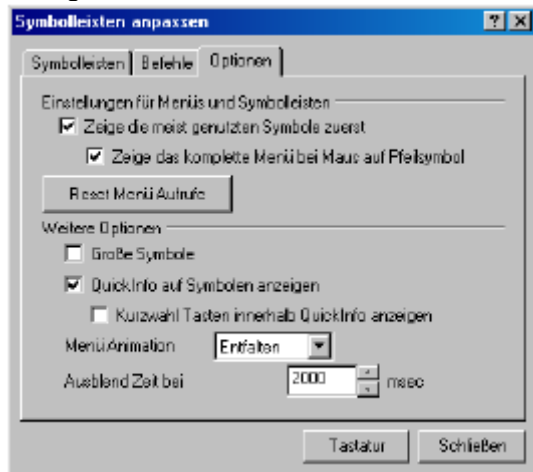 Symbolleisten anpassen
Symbolleisten Befehle Optionen
Einstellungen für Menüs und Symbolleisten
Zeige die meist genutzten Symbole zuerst
Zeige das komplette Menü bei Maus auf Pfeilsymbol
Reset Menü Aufrufe
Weitere Optionen
Große Symbole
QuickInfo auf Symbolen anzeigen
Kurzwahl Tasten innerhalb QuickInfo anzeigen
Menü Animation Entfalten
Ausblend Zeit bei 2000 msec
Tastatur Schließen